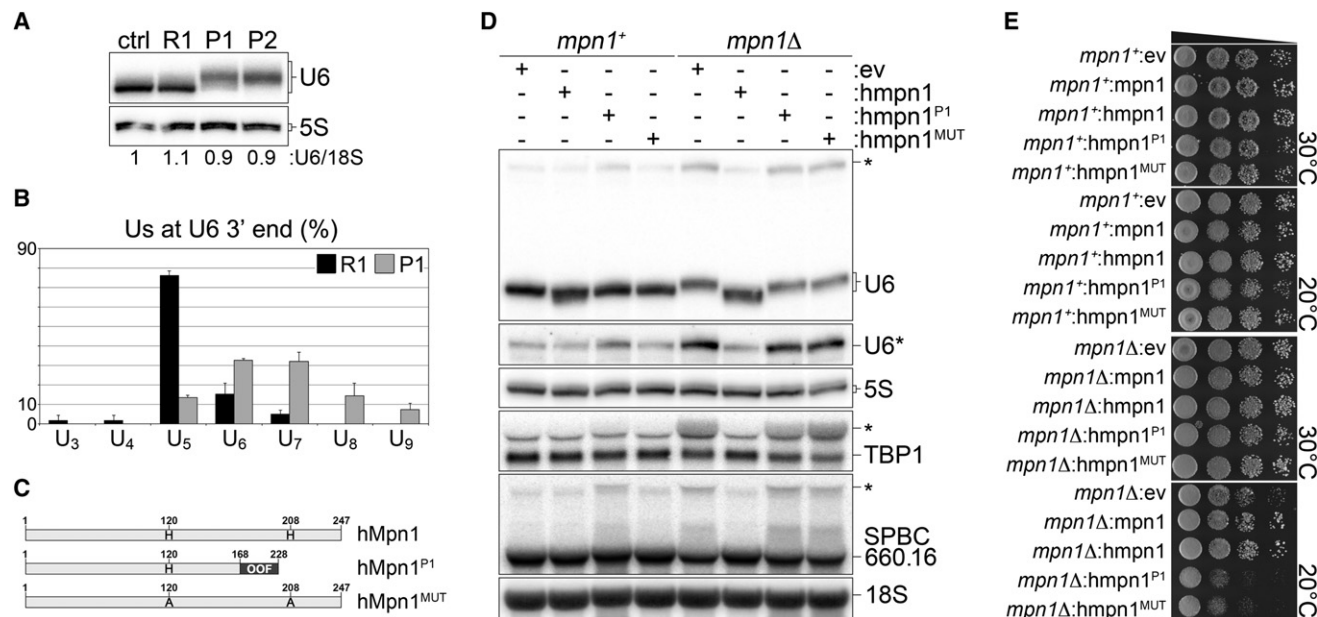 A
ctrl R1 P1 P2
U6
5S
1 1.1 0.9 0.9 :U6/18S
B
Us at U6 3' end (%)
90
R1 P1
10
0
U3 U4 U5 U6 U7 U8 U9
C
1 120 208 247
H H hMpn1
1 120 168 228
H OOF hMpn1P1
1 120 208 247
A A hMpn1MUT
D
mpn1+ mpn1Δ
+ - - - + - - - :ev
- + - - - + - - :hmpn1
- - + - - - + - :hmpn1P1
- - - + - - - + :hmpn1MUT
*
U6
U6*
5S
*
TBP1
*
SPBC
660.16
18S
E
mpn1+:ev
mpn1+:mpn1
mpn1+:hmpn1
mpn1+:hmpn1P1
mpn1+:hmpn1MUT
30°C
mpn1+:ev
mpn1+:mpn1
mpn1+:hmpn1
mpn1+:hmpn1P1
mpn1+:hmpn1MUT
20°C
mpn1Δ:ev
mpn1Δ:mpn1
mpn1Δ:hmpn1
mpn1Δ:hmpn1P1
mpn1Δ:hmpn1MUT
30°C
mpn1Δ:ev
mpn1Δ:mpn1
mpn1Δ:hmpn1
mpn1Δ:hmpn1P1
mpn1Δ:hmpn1MUT
20°C